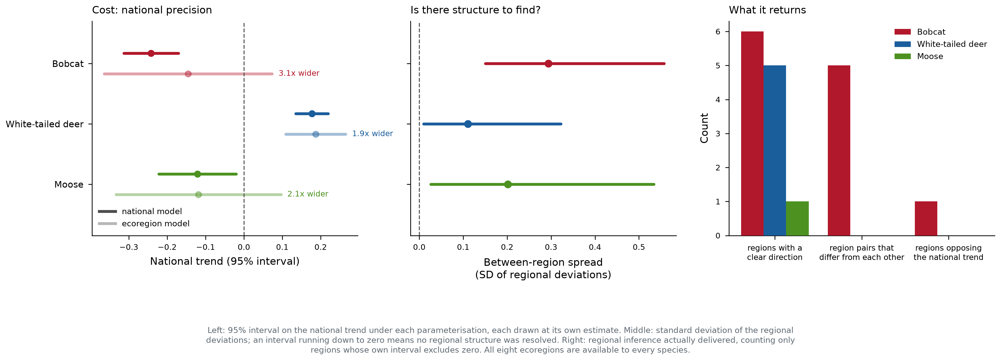 Cost: national precision
Bobcat
White-tailed deer
Moose
3.1x wider
1.9x wider
2.1x wider
national model
ecoregion model
−0.3 −0.2 −0.1 0.0 0.1 0.2
National trend (95% interval)
Is there structure to find?
0.0 0.1 0.2 0.3 0.4 0.5
Between-region spread
(SD of regional deviations)
What it returns
Bobcat
White-tailed deer
Moose
Count
6
5
4
3
2
1
0
regions with a
clear direction
region pairs that
differ from each other
regions opposing
the national trend
Left: 95% interval on the national trend under each parameterisation, each drawn at its own estimate. Middle: standard deviation of the regional
deviations; an interval running down to zero means no regional structure was resolved. Right: regional inference actually delivered, counting only
regions whose own interval excludes zero. All eight ecoregions are available to every species.